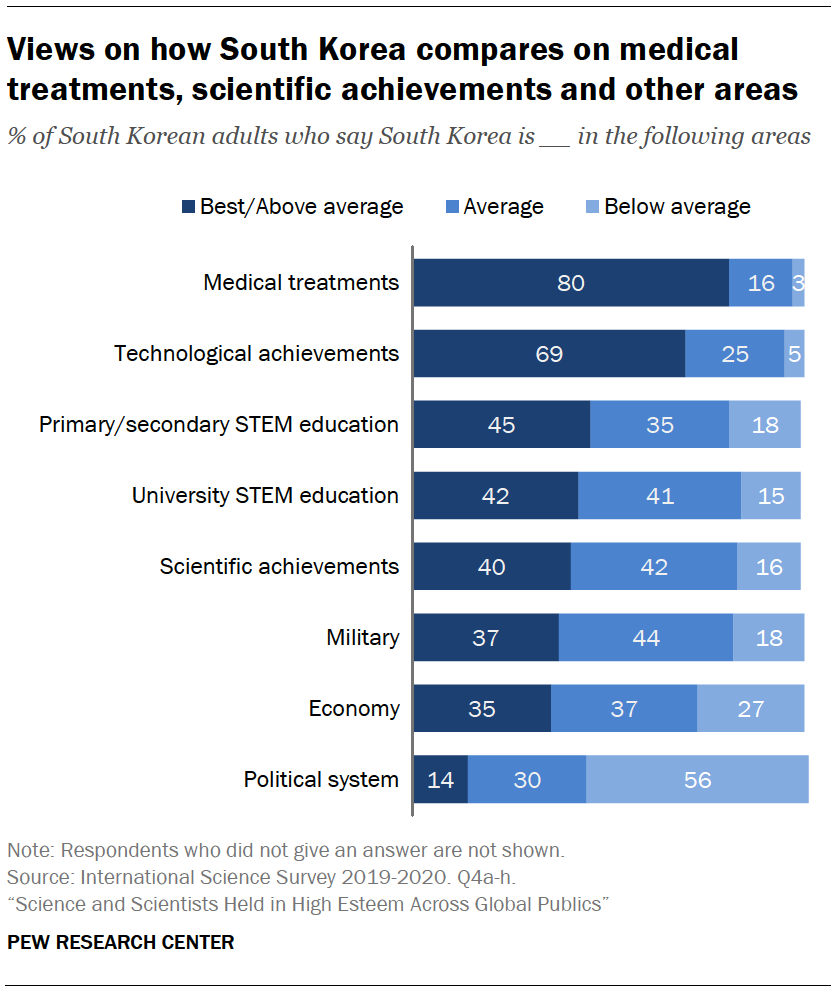 Views on how South Korea compares on medical
treatments, scientific achievements and other areas
% of South Korean adults who say South Korea is __ in the following areas
Best/Above average Average Below average
Medical treatments 80 16 3
Technological achievements 69 25 5
Primary/secondary STEM education 45 35 18
University STEM education 42 41 15
Scientific achievements 40 42 16
Military 37 44 18
Economy 35 37 27
Political system 14 30 56
Note: Respondents who did not give an answer are not shown.
Source: International Science Survey 2019-2020. Q4a-h.
“Science and Scientists Held in High Esteem Across Global Publics”
PEW RESEARCH CENTER